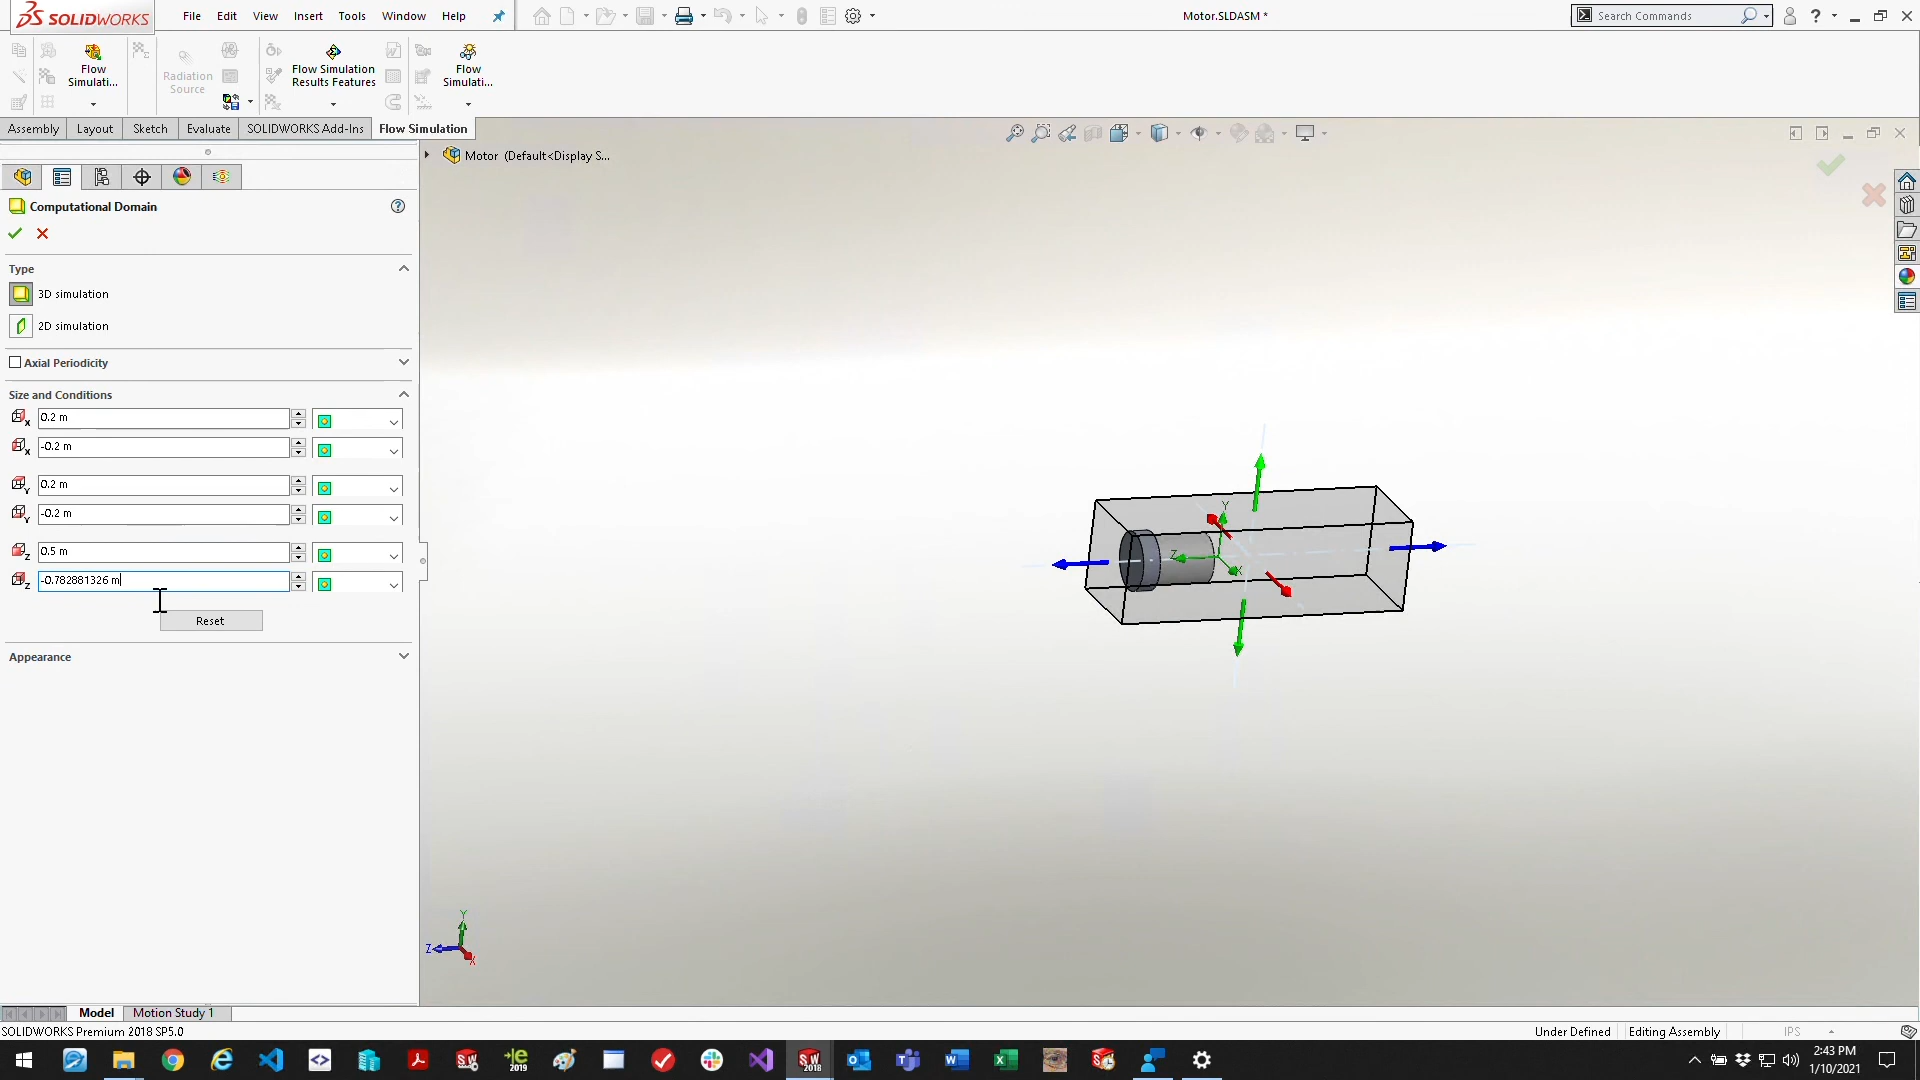 SOLIDWORKS File Edit View Insert Tools Window Help Motor.SLDASM * Search Commands
Flow Simulati...
Radiation Source
Flow Simulation Results Features
Flow Simulati...
Assembly Layout Sketch Evaluate SOLIDWORKS Add-Ins Flow Simulation
Motor (Default<Display S...
Computational Domain
Type
3D simulation
2D simulation
Axial Periodicity
Size and Conditions
X 0.2 m
X -0.2 m
Y 0.2 m
Y -0.2 m
Z 0.5 m
Z -0.782881326 m
Reset
Appearance
Y
Z
X
Y
Z
X
Model Motion Study 1
SOLIDWORKS Premium 2018 SP5.0 Under Defined Editing Assembly IPS
2:43 PM
1/10/2021